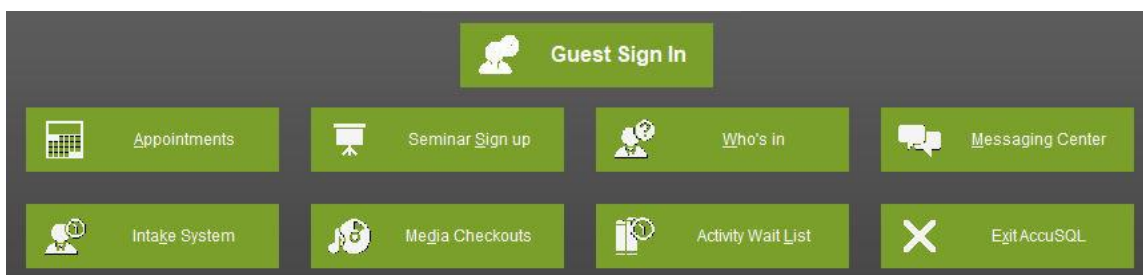 Guest Sign In
Appointments
Seminar Sign up
Who's in
Messaging Center
Intake System
Media Checkouts
Activity Wait List
Exit AccuSQL